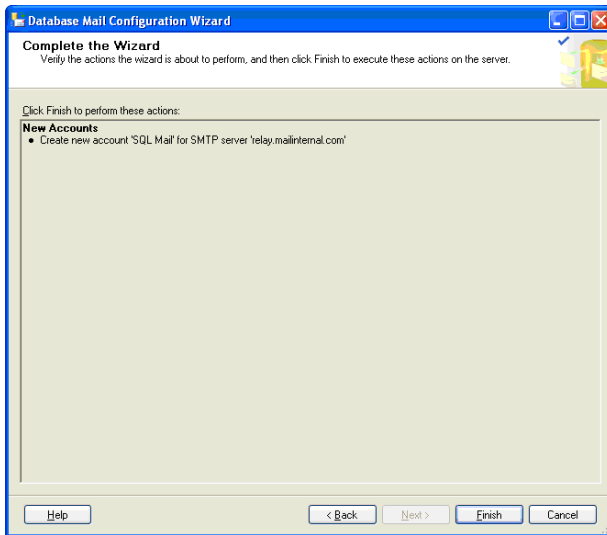 Database Mail Configuration Wizard
Complete the Wizard
Verify the actions the wizard is about to perform, and then click Finish to execute these actions on the server.
Click Finish to perform these actions:
New Accounts
• Create new account 'SQL Mail' for SMTP server 'relay.mailinternal.com'
Help
< Back
Next >
Finish
Cancel